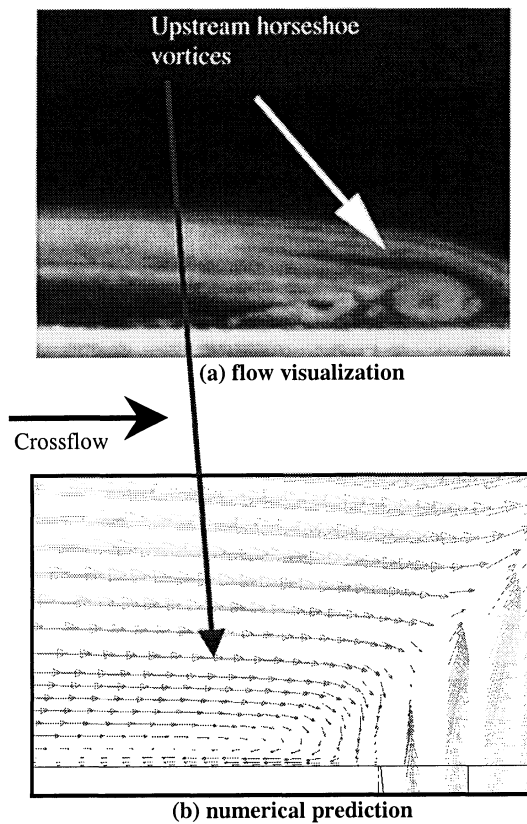 Upstream horseshoe
vortices
(a) flow visualization
Crossflow
(b) numerical prediction